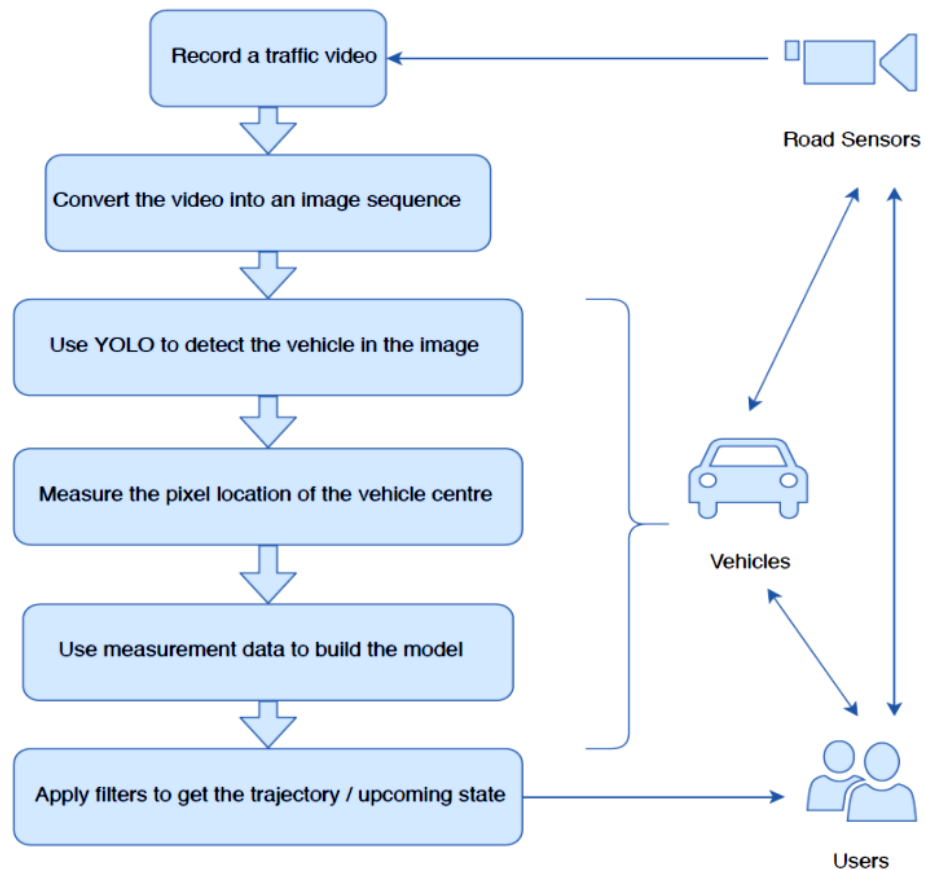 Record a traffic video
Road Sensors
Convert the video into an image sequence
Use YOLO to detect the vehicle in the image
Measure the pixel location of the vehicle centre
Vehicles
Use measurement data to build the model
Apply filters to get the trajectory / upcoming state
Users